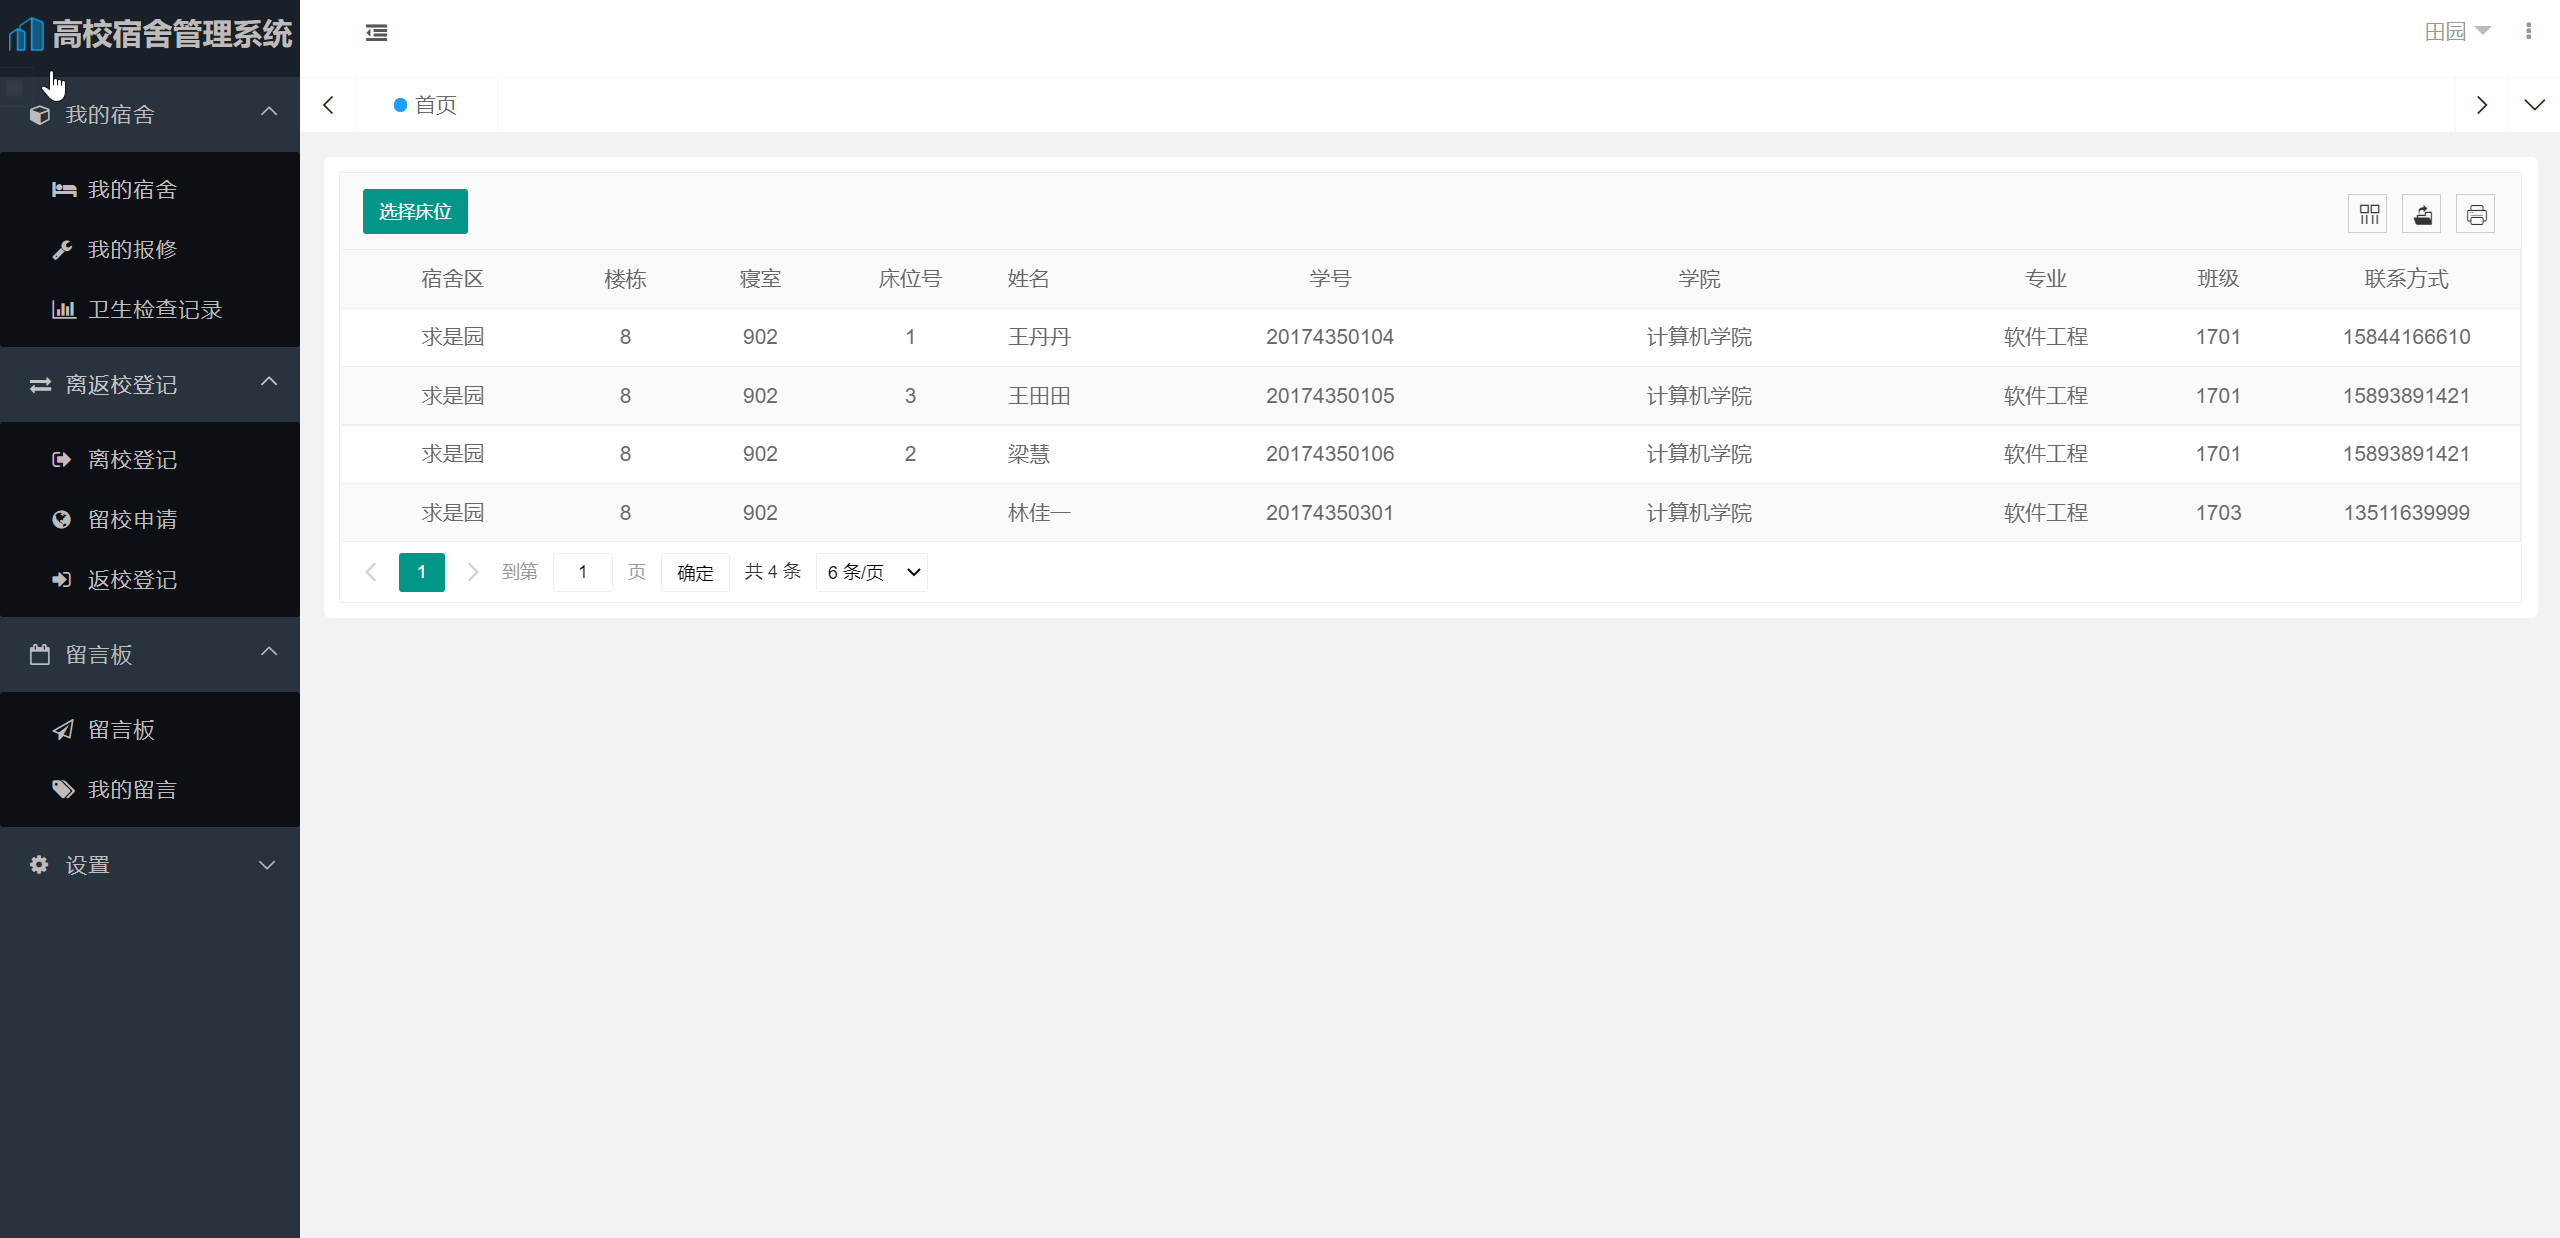 高校宿舍管理系统
田园
我的宿舍
首页
我的宿舍
我的报修
卫生检查记录
离返校登记
离校登记
留校申请
返校登记
留言板
留言板
我的留言
设置
选择床位
宿舍区 楼栋 寝室 床位号 姓名 学号 学院 专业 班级 联系方式
求是园 8 902 1 王丹丹 20174350104 计算机学院 软件工程 1701 15844166610
求是园 8 902 3 王田田 20174350105 计算机学院 软件工程 1701 15893891421
求是园 8 902 2 梁慧 20174350106 计算机学院 软件工程 1701 15893891421
求是园 8 902 林佳一 20174350301 计算机学院 软件工程 1703 13511639999
1 到第 1 页 确定 共 4 条 6 条/页